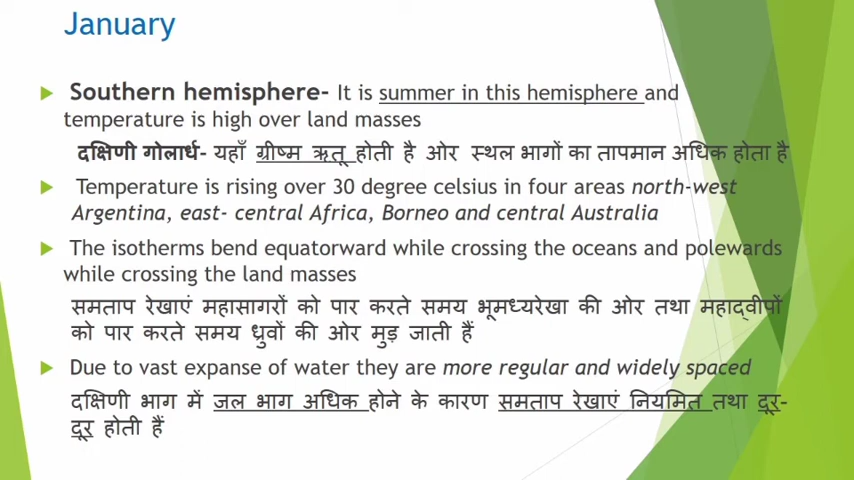 January
Southern hemisphere- It is summer in this hemisphere and
temperature is high over land masses
दक्षिणी गोलार्ध- यहाँ ग्रीष्म ऋतू होती है ओर स्थल भागों का तापमान अधिक होता है
Temperature is rising over 30 degree celsius in four areas north-west
Argentina, east- central Africa, Borneo and central Australia
The isotherms bend equatorward while crossing the oceans and polewards
while crossing the land masses
समताप रेखाएं महासागरों को पार करते समय भूमध्यरेखा की ओर तथा महाद्वीपों
को पार करते समय ध्रुवों की ओर मुड़ जाती हैं
Due to vast expanse of water they are more regular and widely spaced
दक्षिणी भाग में जल भाग अधिक होने के कारण समताप रेखाएं नियमित तथा दूर-
दूर होती हैं